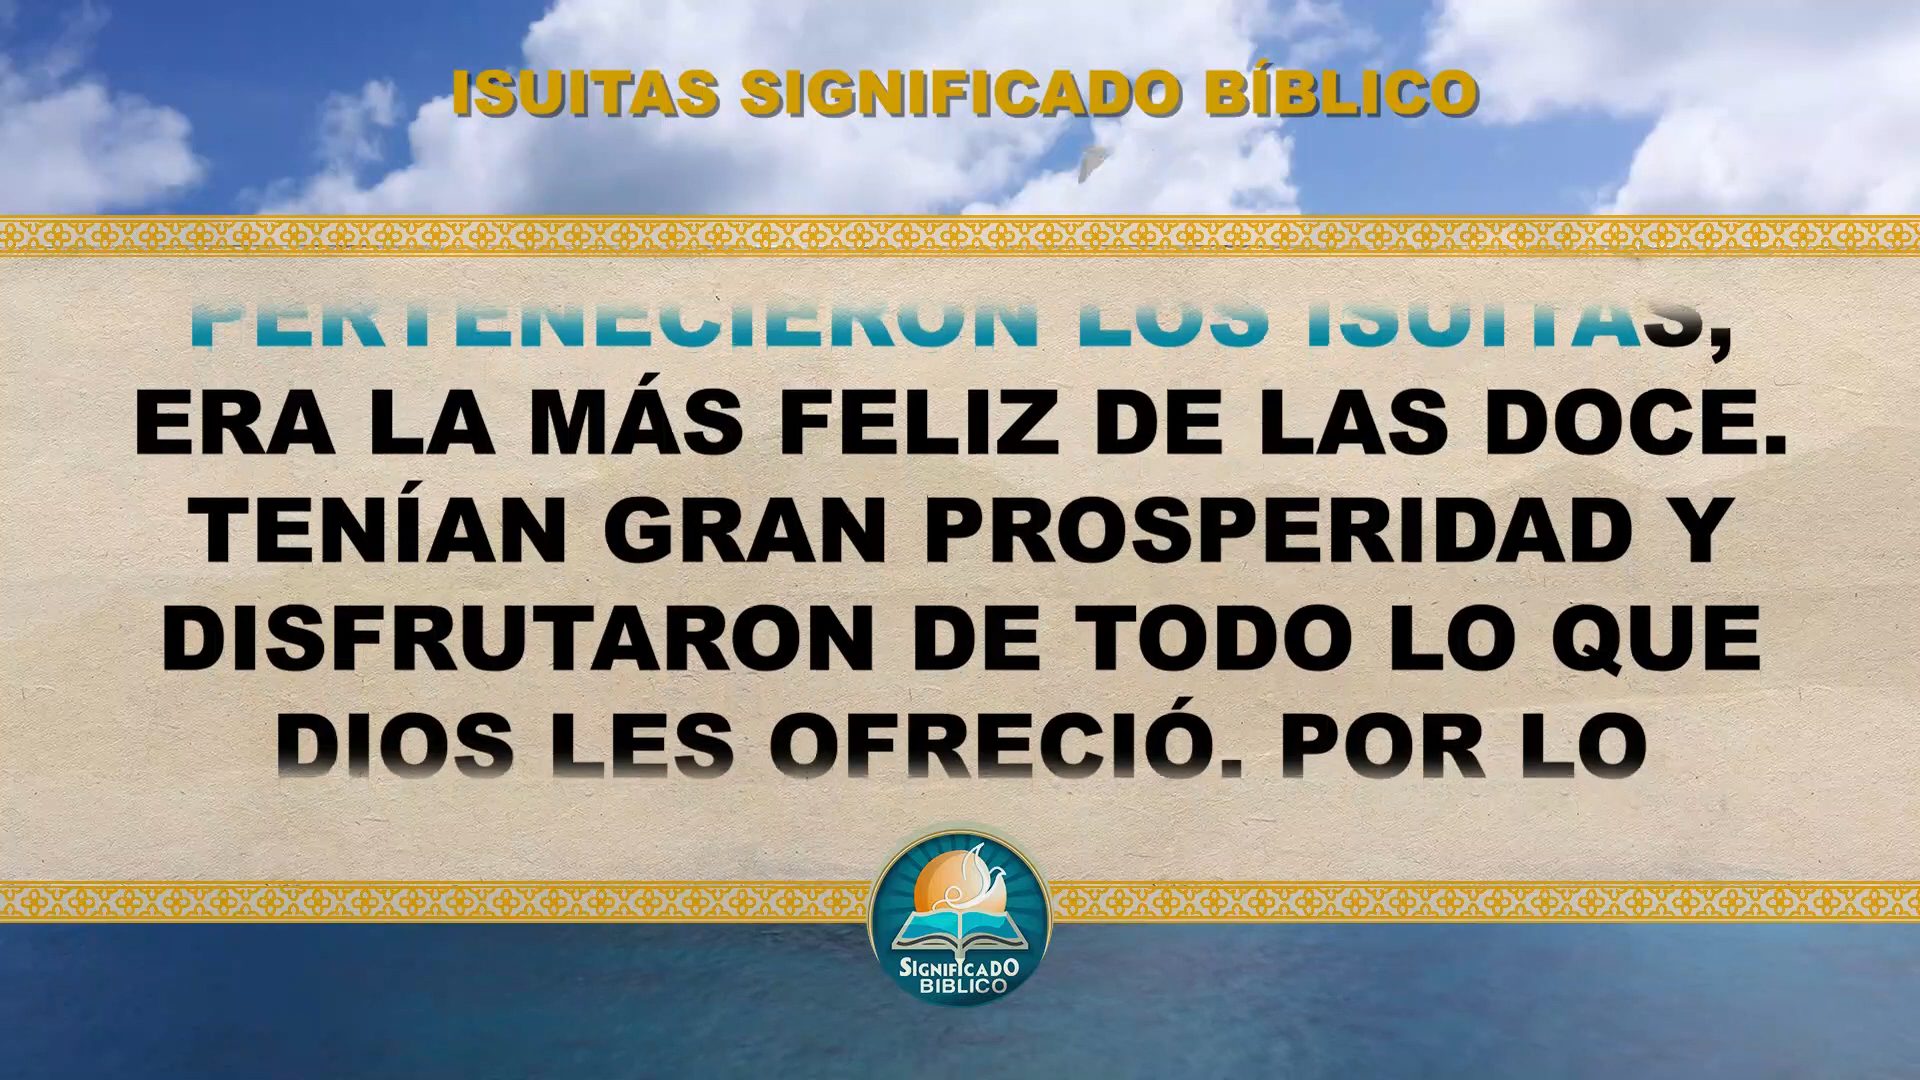 ISUITAS SIGNIFICADO BÍBLICO
PERTENECIERON LOS ISUITAS,
ERA LA MÁS FELIZ DE LAS DOCE.
TENÍAN GRAN PROSPERIDAD Y
DISFRUTARON DE TODO LO QUE
DIOS LES OFRECIÓ. POR LO
SIGNIFICADO
BIBLICO